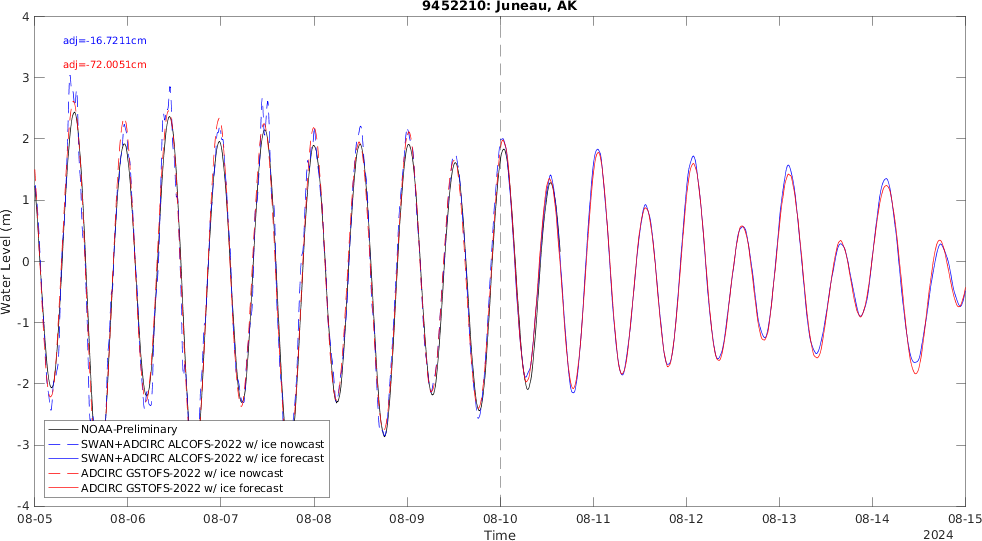 9452210: Juneau, AK
adj=-16.7211cm
adj=-72.0051cm
4
3
2
1
0
-1
-2
-3
-4
Water Level (m)
NOAA-Preliminary
SWAN+ADCIRC ALCOFS-2022 w/ ice nowcast
SWAN+ADCIRC ALCOFS-2022 w/ ice forecast
ADCIRC GSTOFS-2022 w/ ice nowcast
ADCIRC GSTOFS-2022 w/ ice forecast
08-05 08-06 08-07 08-08 08-09 08-10 08-11 08-12 08-13 08-14 08-15
Time
2024